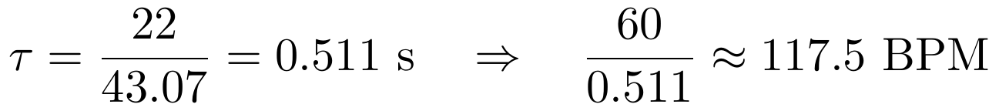 τ = 22/43.07 = 0.511 s ⇒ 60/0.511 ≈ 117.5 BPM